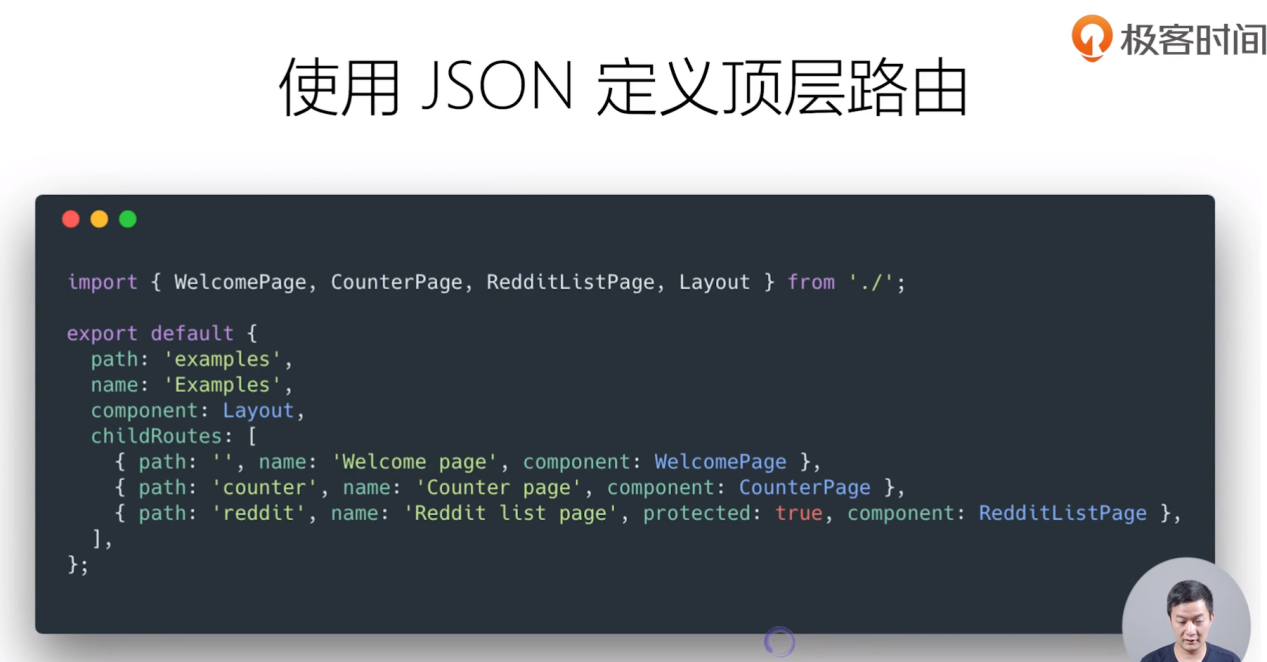 极客时间
使用 JSON 定义顶层路由
import { WelcomePage, CounterPage, RedditListPage, Layout } from './';
export default {
path: 'examples',
name: 'Examples',
component: Layout,
childRoutes: [
{ path: '', name: 'Welcome page', component: WelcomePage },
{ path: 'counter', name: 'Counter page', component: CounterPage },
{ path: 'reddit', name: 'Reddit list page', protected: true, component: RedditListPage },
],
};